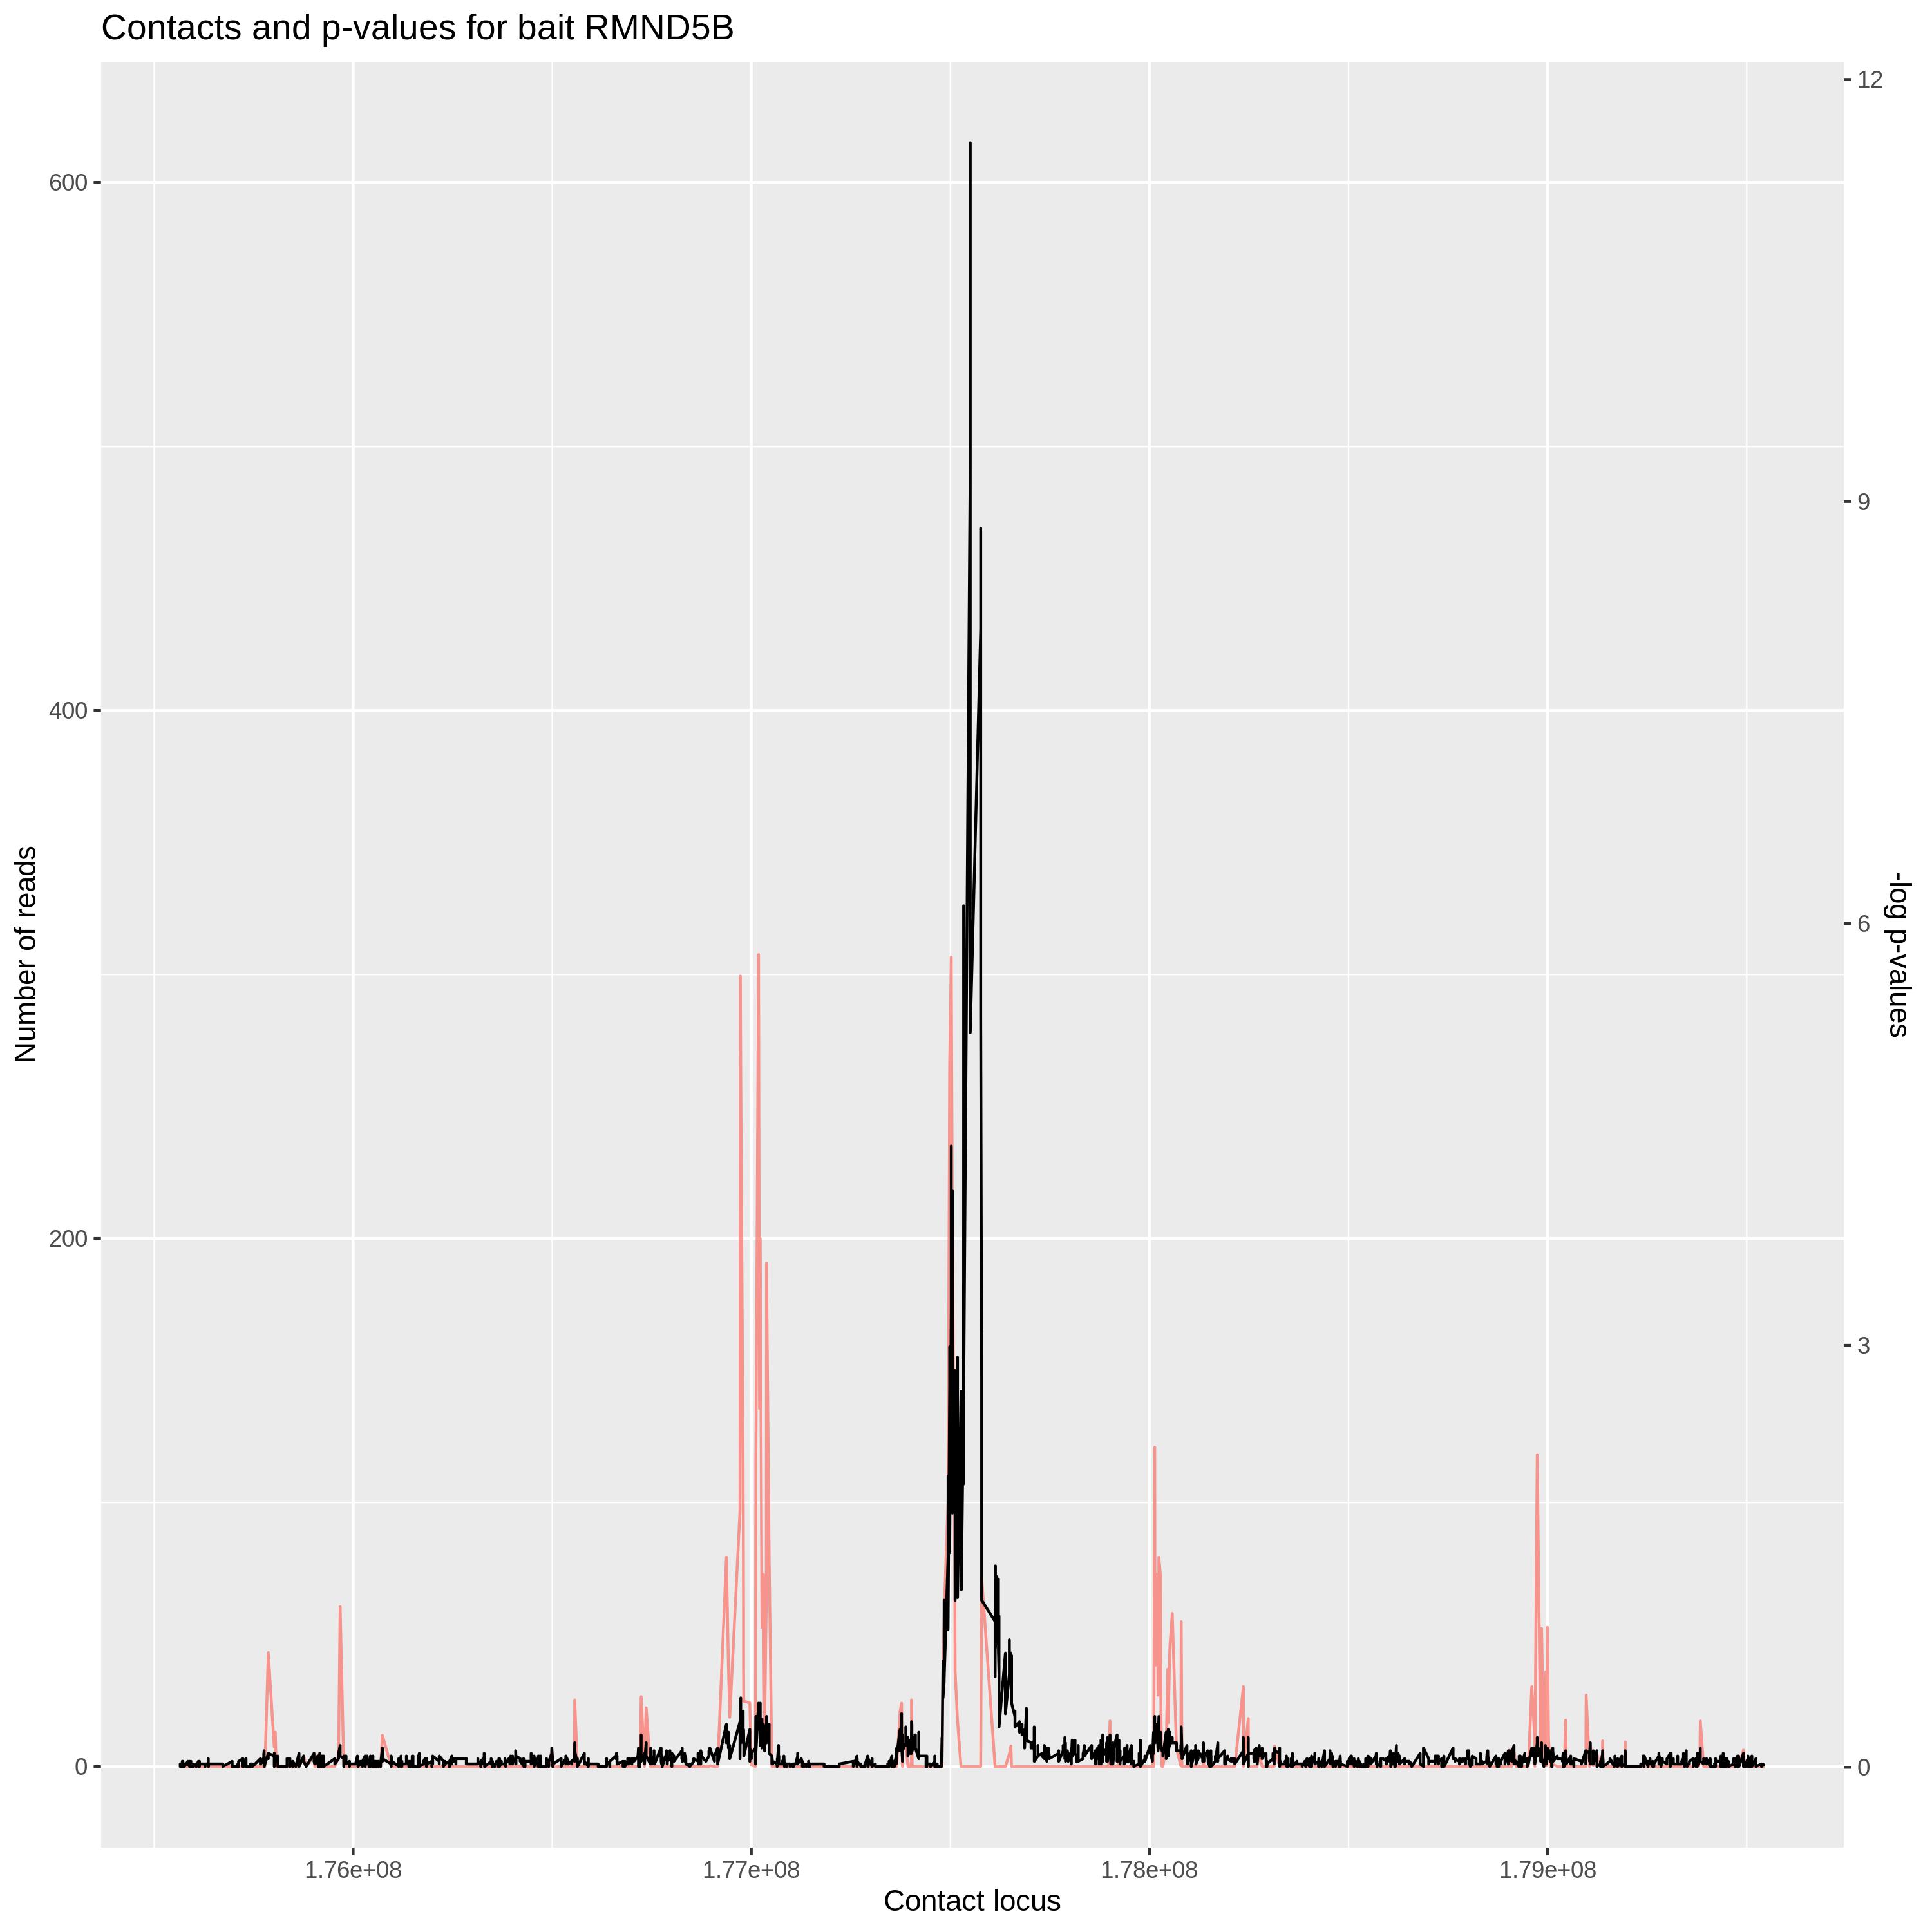 Contacts and p-values for bait RMND5B
12
600
9
400
Number of reads
-log p-values
6
200
3
0
0
1.76e+08 1.77e+08 1.78e+08 1.79e+08
Contact locus